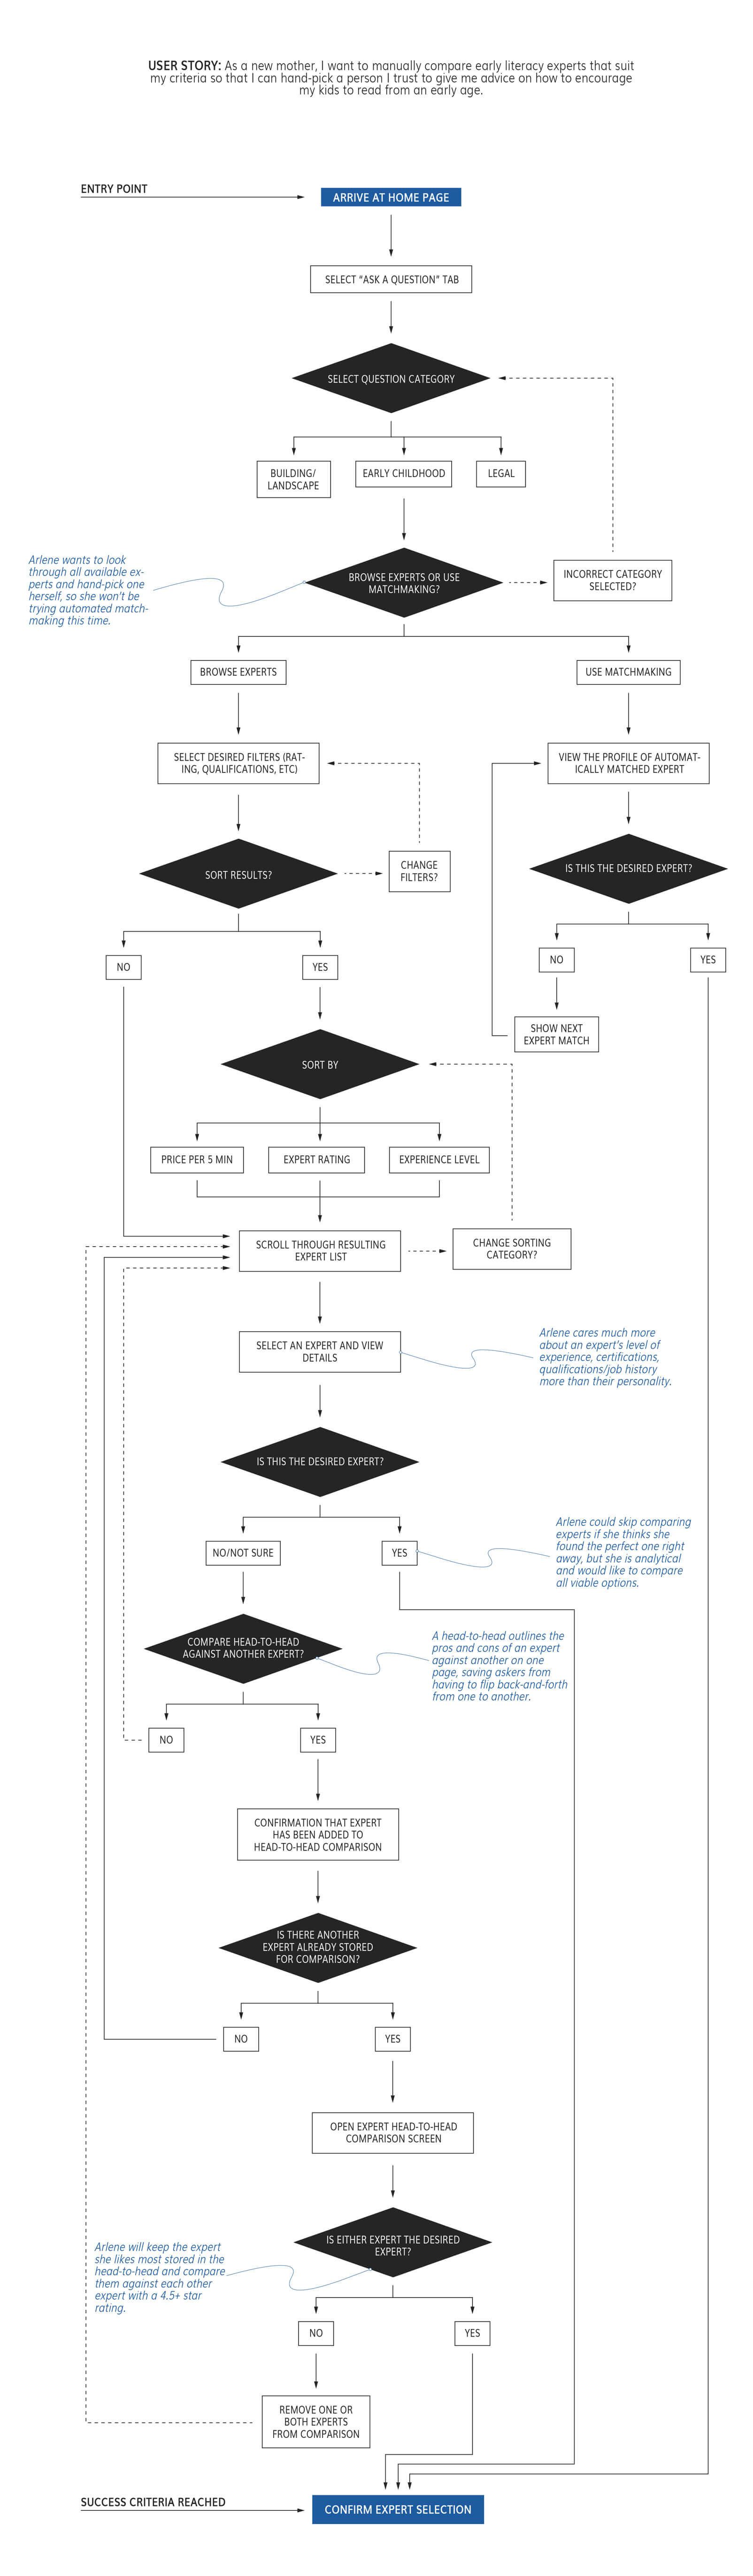 USER STORY: As a new mother, I want to manually compare early literacy experts that suit
my criteria so that I can hand-pick a person I trust to give me advice on how to encourage
my kids to read from an early age.
ENTRY POINT
ARRIVE AT HOME PAGE
SELECT “ASK A QUESTION” TAB
SELECT QUESTION CATEGORY
BUILDING/
LANDSCAPE
EARLY CHILDHOOD
LEGAL
Arlene wants to look
through all available ex-
perts and hand-pick one
herself, so she won't be
trying automated match-
making this time.
BROWSE EXPERTS OR USE
MATCHMAKING?
INCORRECT CATEGORY
SELECTED?
BROWSE EXPERTS
USE MATCHMAKING
SELECT DESIRED FILTERS (RAT-
ING, QUALIFICATIONS, ETC)
VIEW THE PROFILE OF AUTOMAT-
ICALLY MATCHED EXPERT
SORT RESULTS?
CHANGE
FILTERS?
IS THIS THE DESIRED EXPERT?
NO
YES
NO
YES
SHOW NEXT
EXPERT MATCH
SORT BY
PRICE PER 5 MIN
EXPERT RATING
EXPERIENCE LEVEL
SCROLL THROUGH RESULTING
EXPERT LIST
CHANGE SORTING
CATEGORY?
SELECT AN EXPERT AND VIEW
DETAILS
Arlene cares much more
about an expert's level of
experience, certifications,
qualifications/job history
more than their personality.
IS THIS THE DESIRED EXPERT?
NO/NOT SURE
YES
Arlene could skip comparing
experts if she thinks she
found the perfect one right
away, but she is analytical
and would like to compare
all viable options.
COMPARE HEAD-TO-HEAD
AGAINST ANOTHER EXPERT?
A head-to-head outlines the
pros and cons of an expert
against another on one
page, saving askers from
having to flip back-and-forth
from one to another.
NO
YES
CONFIRMATION THAT EXPERT
HAS BEEN ADDED TO
HEAD-TO-HEAD COMPARISON
IS THERE ANOTHER
EXPERT ALREADY STORED
FOR COMPARISON?
NO
YES
OPEN EXPERT HEAD-TO-HEAD
COMPARISON SCREEN
IS EITHER EXPERT THE DESIRED
EXPERT?
Arlene will keep the expert
she likes most stored in the
head-to-head and compare
them against each other
expert with a 4.5+ star
rating.
NO
YES
REMOVE ONE OR
BOTH EXPERTS
FROM COMPARISON
SUCCESS CRITERIA REACHED
CONFIRM EXPERT SELECTION